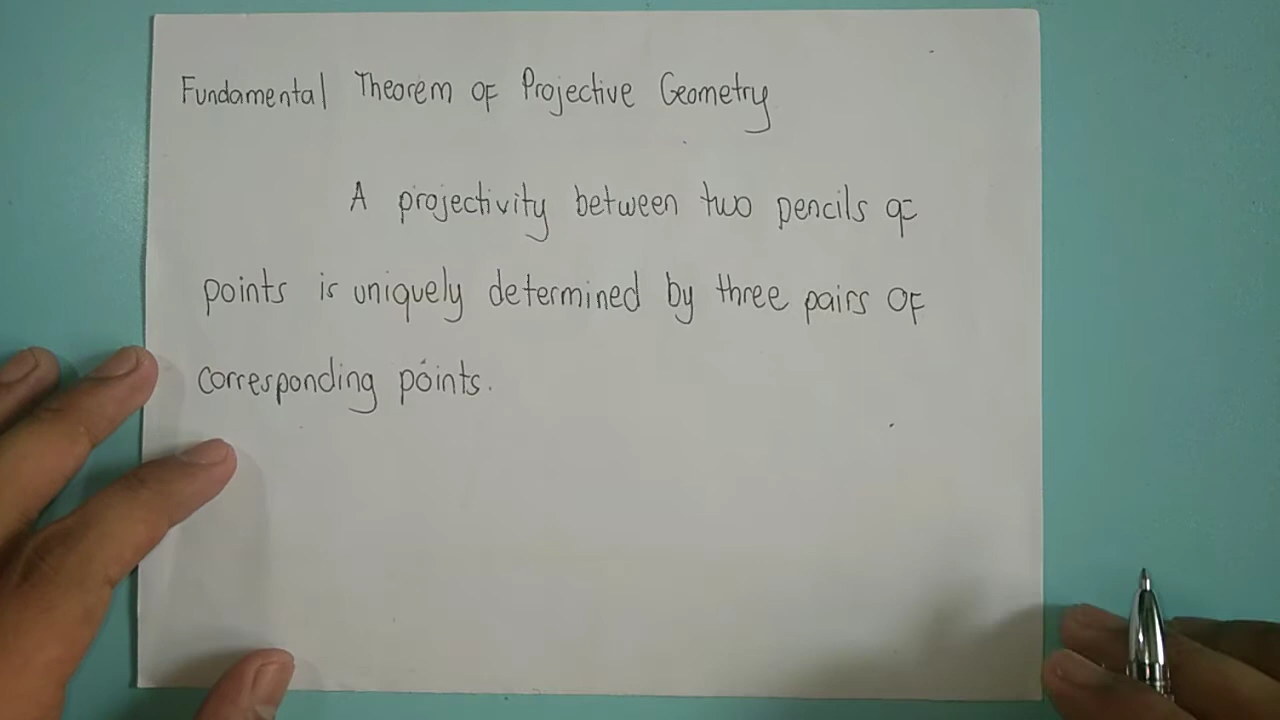 Fundamental Theorem of Projective Geometry
A projectivity between two pencils of
points is uniquely determined by three pairs of
corresponding points.